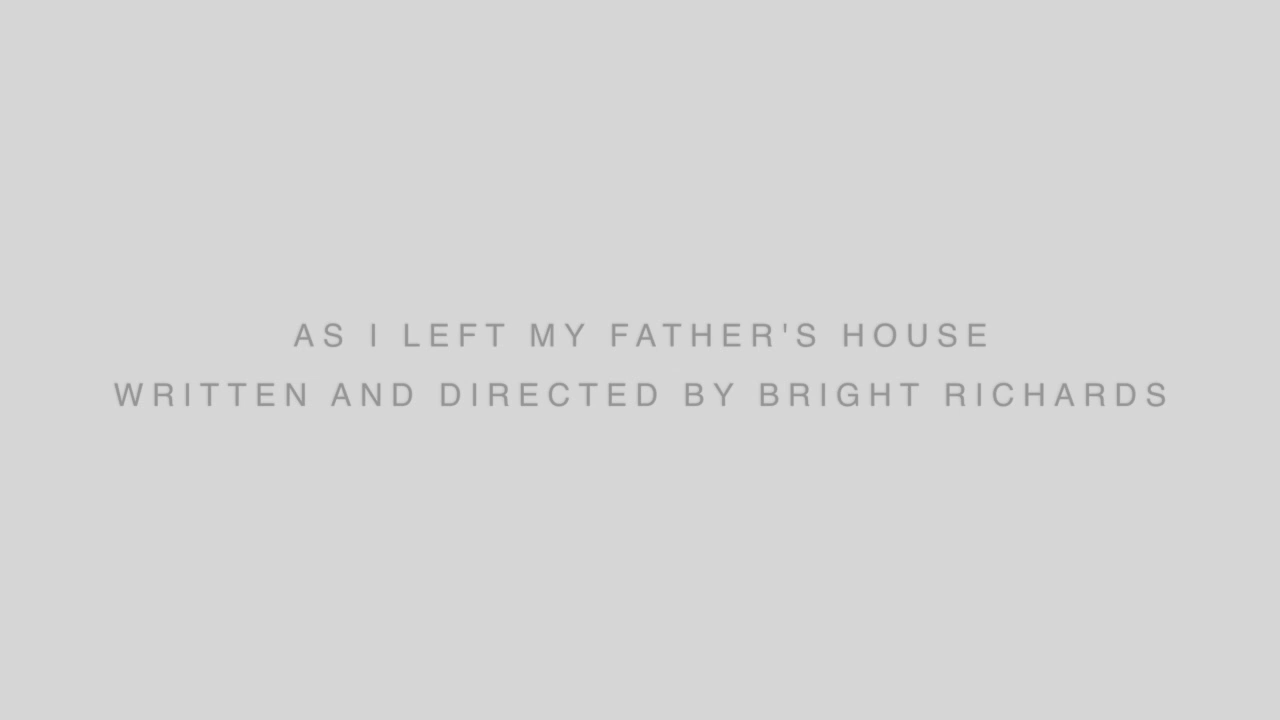 AS I LEFT MY FATHER'S HOUSE
WRITTEN AND DIRECTED BY BRIGHT RICHARDS